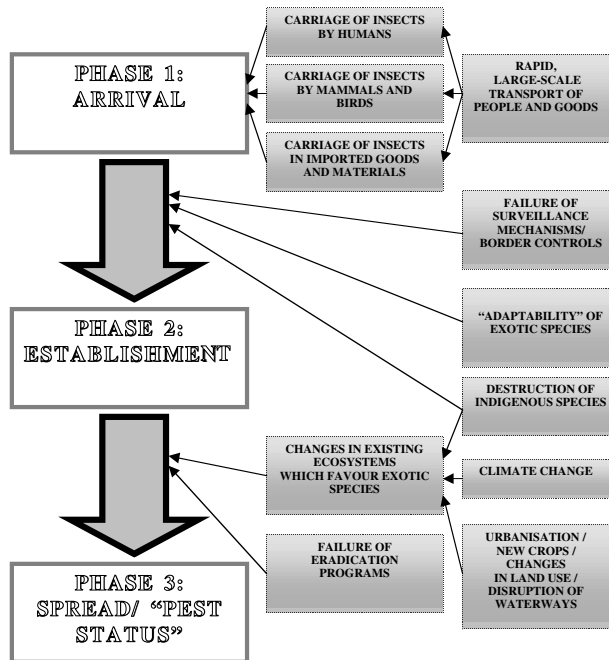 PHASE 1:
ARRIVAL
CARRIAGE OF INSECTS
BY HUMANS
CARRIAGE OF INSECTS
BY MAMMALS AND
BIRDS
CARRIAGE OF INSECTS
IN IMPORTED GOODS
AND MATERIALS
RAPID,
LARGE-SCALE
TRANSPORT OF
PEOPLE AND GOODS
FAILURE OF
SURVEILLANCE
MECHANISMS/
BORDER CONTROLS
“ADAPTABILITY” OF
EXOTIC SPECIES
PHASE 2:
ESTABLISHMENT
DESTRUCTION OF
INDIGENOUS SPECIES
CHANGES IN EXISTING
ECOSYSTEMS
WHICH FAVOUR EXOTIC
SPECIES
CLIMATE CHANGE
URBANISATION /
NEW CROPS /
CHANGES
IN LAND USE /
DISRUPTION OF
WATERWAYS
FAILURE OF
ERADICATION
PROGRAMS
PHASE 3:
SPREAD/ “PEST
STATUS”